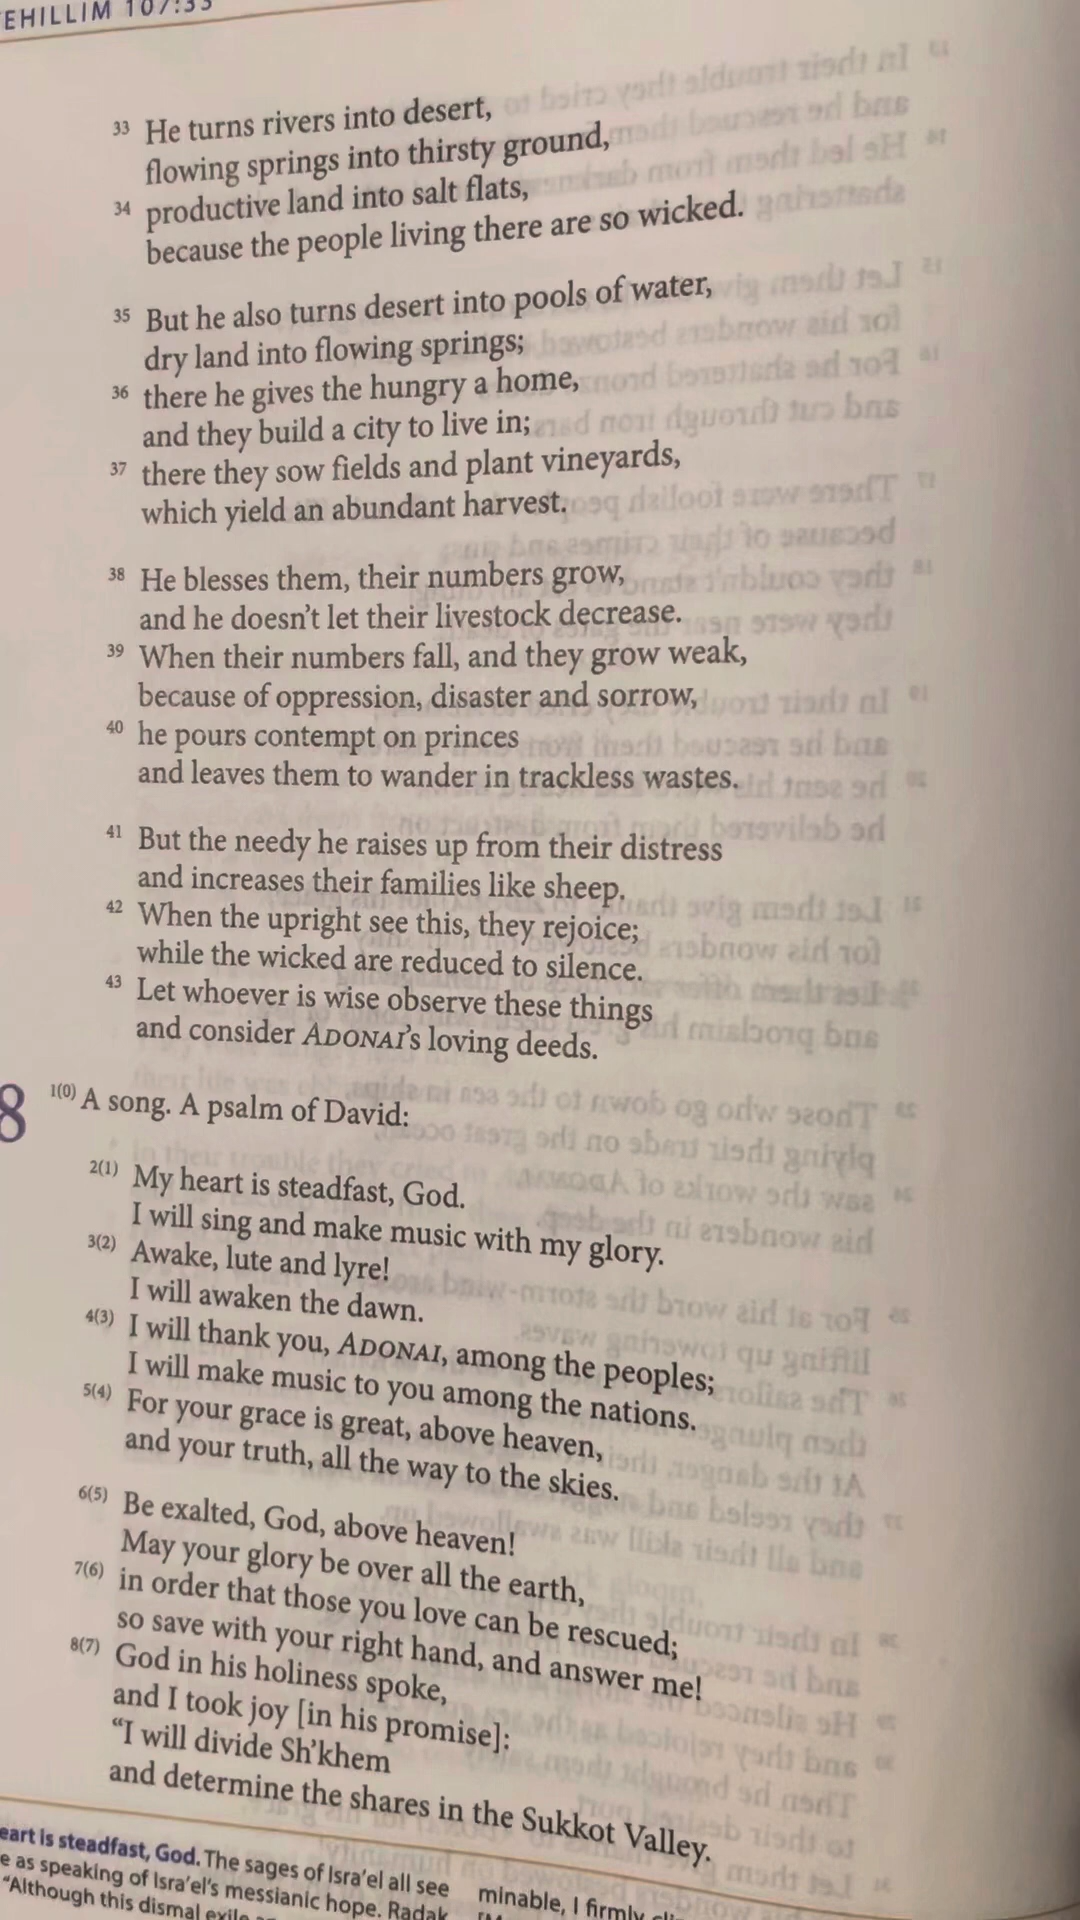 EHILLIM 107:33
33 He turns rivers into desert,
flowing springs into thirsty ground,
34 productive land into salt flats,
because the people living there are so wicked.
35 But he also turns desert into pools of water,
dry land into flowing springs;
36 there he gives the hungry a home,
and they build a city to live in;
37 there they sow fields and plant vineyards,
which yield an abundant harvest.
38 He blesses them, their numbers grow,
and he doesn't let their livestock decrease.
39 When their numbers fall, and they grow weak,
because of oppression, disaster and sorrow,
40 he pours contempt on princes
and leaves them to wander in trackless wastes.
41 But the needy he raises up from their distress
and increases their families like sheep.
42 When the upright see this, they rejoice;
while the wicked are reduced to silence.
43 Let whoever is wise observe these things
and consider ADONAI's loving deeds.
8 1(0) A song. A psalm of David:
2(1) My heart is steadfast, God.
I will sing and make music with my glory.
3(2) Awake, lute and lyre!
I will awaken the dawn.
4(3) I will thank you, ADONAI, among the peoples;
I will make music to you among the nations.
5(4) For your grace is great, above heaven,
and your truth, all the way to the skies.
6(5) Be exalted, God, above heaven!
May your glory be over all the earth,
7(6) in order that those you love can be rescued;
so save with your right hand, and answer me!
8(7) God in his holiness spoke,
and I took joy [in his promise]:
"I will divide Sh'khem
and determine the shares in the Sukkot Valley.
eart is steadfast, God. The sages of Isra'el all see
e as speaking of Isra'el's messianic hope. Radak
"Although this dismal exile
minable, I firmly